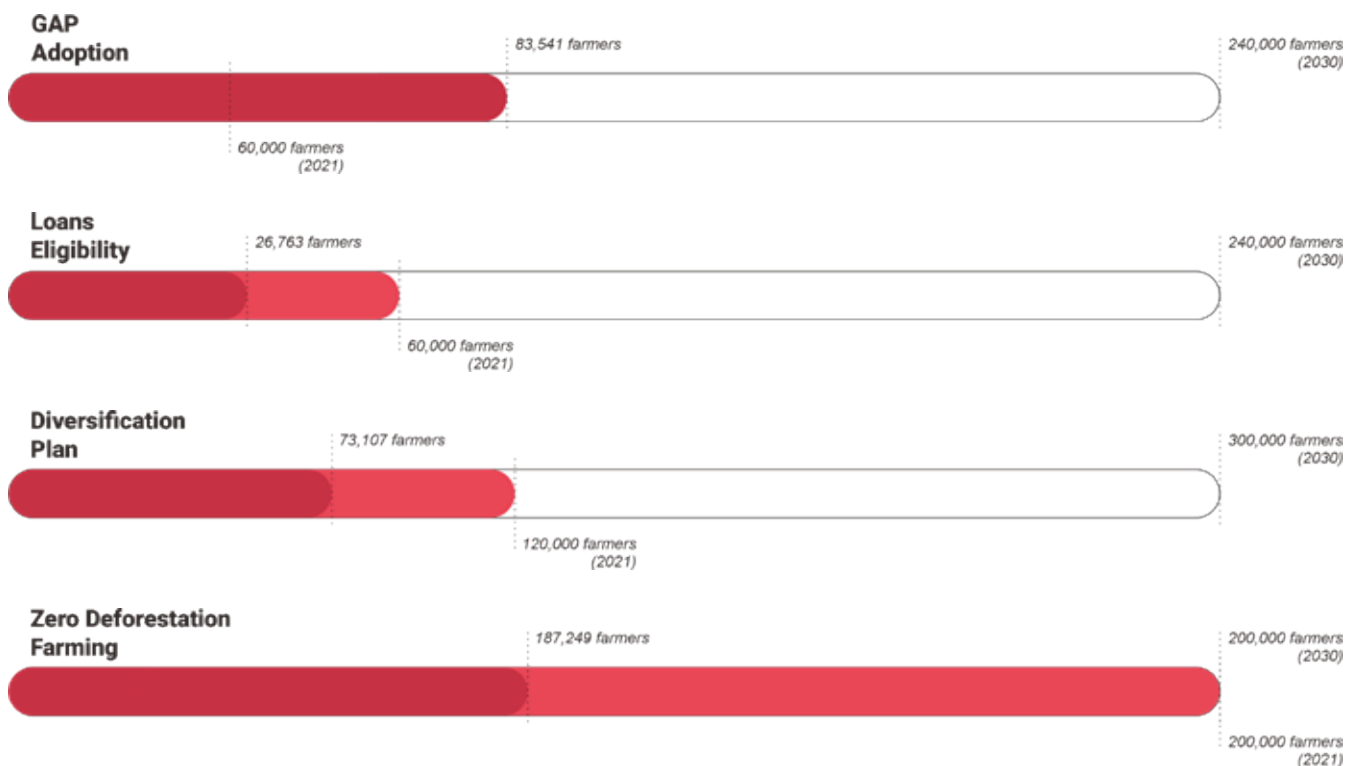 GAP
Adoption
83,541 farmers
240,000 farmers
(2030)
60,000 farmers
(2021)
Loans
Eligibility
26,763 farmers
240,000 farmers
(2030)
60,000 farmers
(2021)
Diversification
Plan
73,107 farmers
300,000 farmers
(2030)
120,000 farmers
(2021)
Zero Deforestation
Farming
187,249 farmers
200,000 farmers
(2030)
200,000 farmers
(2021)